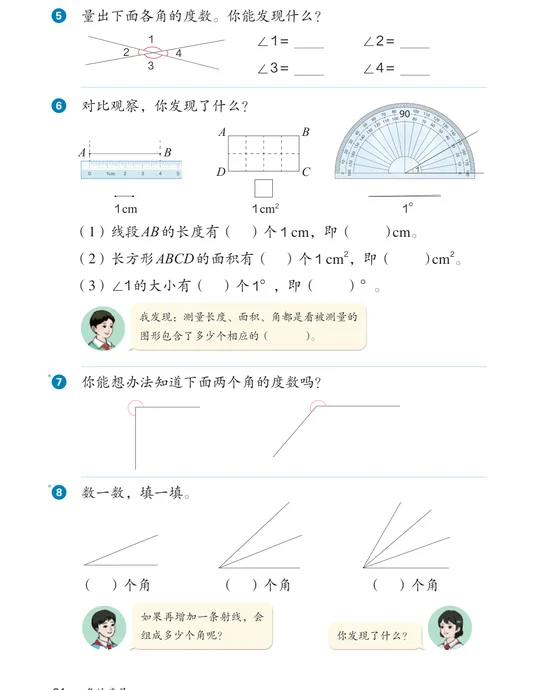 5 量出下面各角的度数。你能发现什么?
1
2 4
3
∠1= ____ ∠2= ____
∠3= ____ ∠4= ____
6 对比观察，你发现了什么?
A B
0 1cm 2 3 4 5
1cm
A B
D C
1cm²
90
1
1°
（1）线段AB的长度有（ ）个1cm，即（ ）cm。
（2）长方形ABCD的面积有（ ）个1cm²，即（ ）cm²。
（3）∠1的大小有（ ）个1°，即（ ）°。
我发现：测量长度、面积、角都是看被测量的
图形包含了多少个相应的（ ）。
7 你能想办法知道下面两个角的度数吗?
8 数一数，填一填。
（ ）个角 （ ）个角 （ ）个角
如果再增加一条射线，会
组成多少个角呢?
你发现了什么?